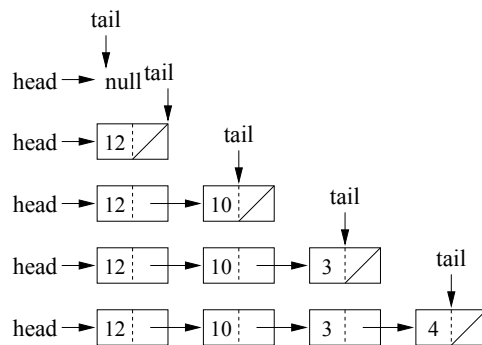 tail
head null tail
head 12
tail
head 12 10
tail
head 12 10 3
tail
head 12 10 3 4